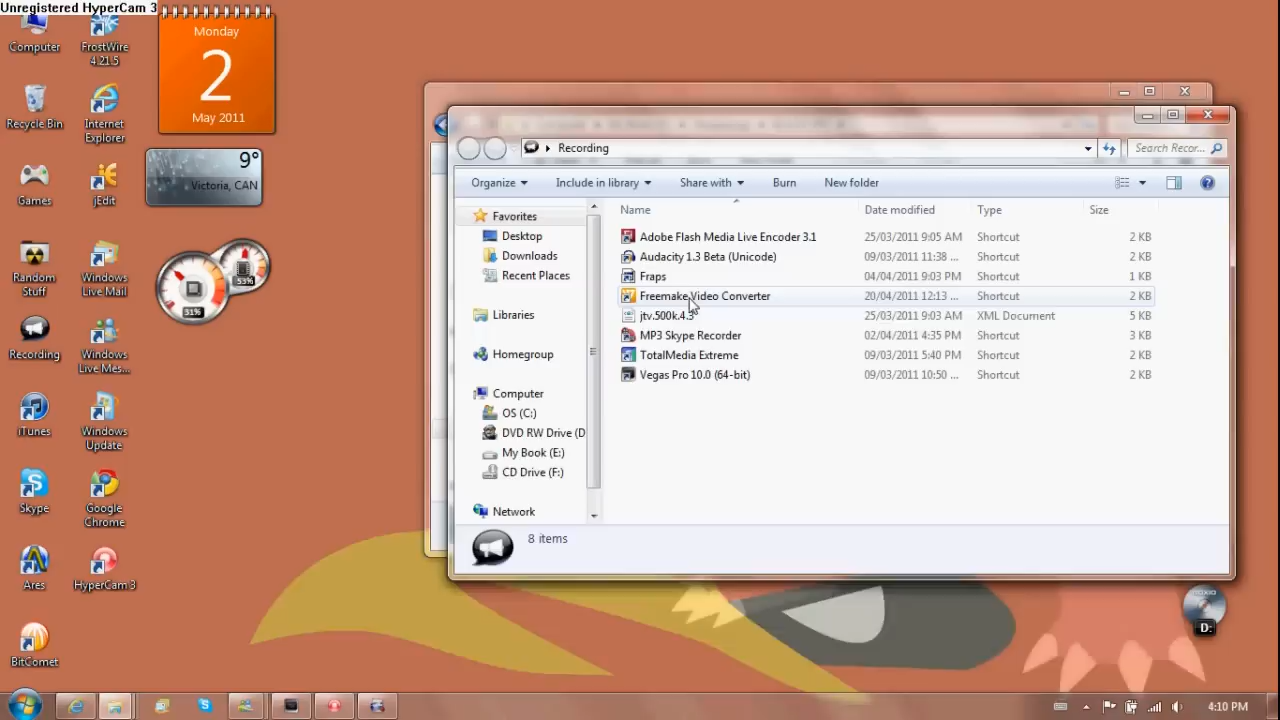 Unregistered HyperCam 3
Computer
FrostWire
4.21.5
Recycle Bin
Internet
Explorer
Games
jEdit
Random
Stuff
Windows
Live Mail
Recording
Windows
Live Mes...
iTunes
Windows
Update
Skype
Google
Chrome
Ares
HyperCam 3
BitComet
Monday
2
May 2011
9°
Victoria, CAN
53%
31%
Recording
Search Recor...
Organize
Include in library
Share with
Burn
New folder
Favorites
Desktop
Downloads
Recent Places
Libraries
Homegroup
Computer
OS (C:)
DVD RW Drive (D
My Book (E:)
CD Drive (F:)
Network
Name Date modified Type Size
Adobe Flash Media Live Encoder 3.1 25/03/2011 9:05 AM Shortcut 2 KB
Audacity 1.3 Beta (Unicode) 09/03/2011 11:38 ... Shortcut 2 KB
Fraps 04/04/2011 9:03 PM Shortcut 1 KB
Freemake Video Converter 20/04/2011 12:13 ... Shortcut 2 KB
jtv.500k.4.3 25/03/2011 9:03 AM XML Document 5 KB
MP3 Skype Recorder 02/04/2011 4:35 PM Shortcut 3 KB
TotalMedia Extreme 09/03/2011 5:40 PM Shortcut 2 KB
Vegas Pro 10.0 (64-bit) 09/03/2011 10:50 ... Shortcut 2 KB
8 items
D:
4:10 PM